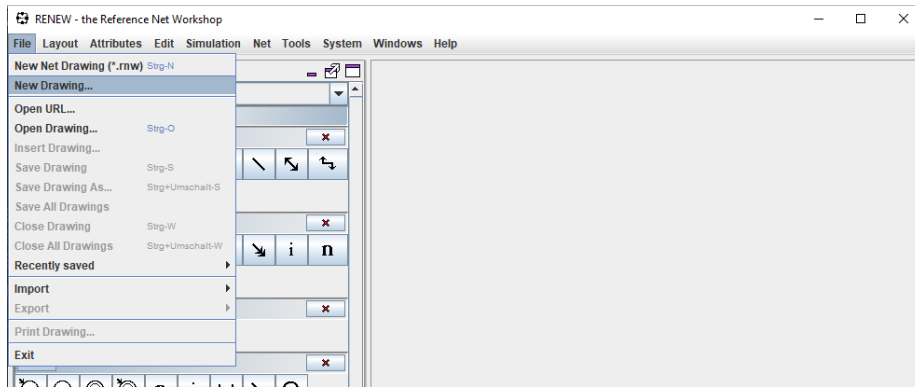 RENEW - the Reference Net Workshop
File Layout Attributes Edit Simulation Net Tools System Windows Help
New Net Drawing (*.rnw) Strg-N
New Drawing...
Open URL...
Open Drawing... Strg-O
Insert Drawing...
Save Drawing Strg-S
Save Drawing As... Strg+Umschalt-S
Save All Drawings
Close Drawing Strg-W
Close All Drawings Strg+Umschalt-W
i n
Recently saved
Import
Export
Print Drawing...
Exit